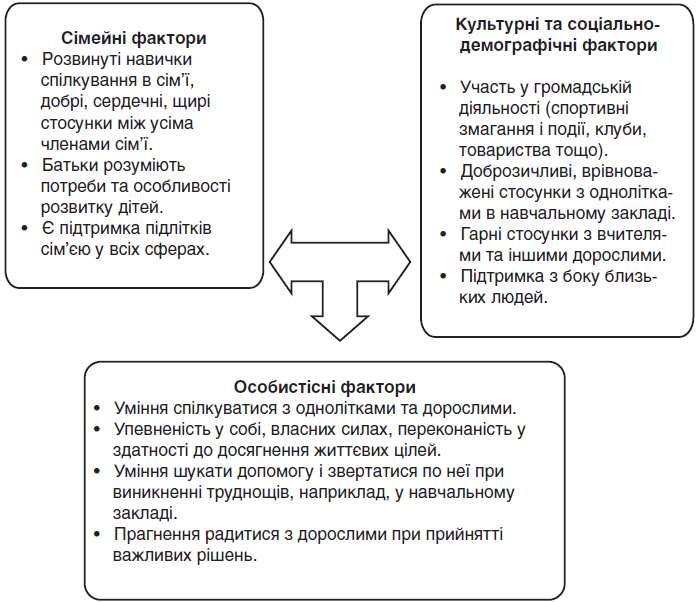 Сімейні фактори
• Розвинуті навички
спілкування в сім’ї,
добрі, сердечні, щирі
стосунки між усіма
членами сім’ї.
• Батьки розуміють
потреби та особливості
розвитку дітей.
• Є підтримка підлітків
сім’єю у всіх сферах.
Культурні та соціально-
демографічні фактори
• Участь у громадській
діяльності (спортивні
змагання і події, клуби,
товариства тощо).
• Доброзичливі, врівнова-
жені стосунки з однолітка-
ми в навчальному закладі.
• Гарні стосунки з вчителя-
ми та іншими дорослими.
• Підтримка з боку близь-
ких людей.
Особистісні фактори
• Уміння спілкуватися з однолітками та дорослими.
• Упевненість у собі, власних силах, переконаність у
здатності до досягнення життєвих цілей.
• Уміння шукати допомогу і звертатися по неї при
виникненні труднощів, наприклад, у навчальному
закладі.
• Прагнення радитися з дорослими при прийнятті
важливих рішень.